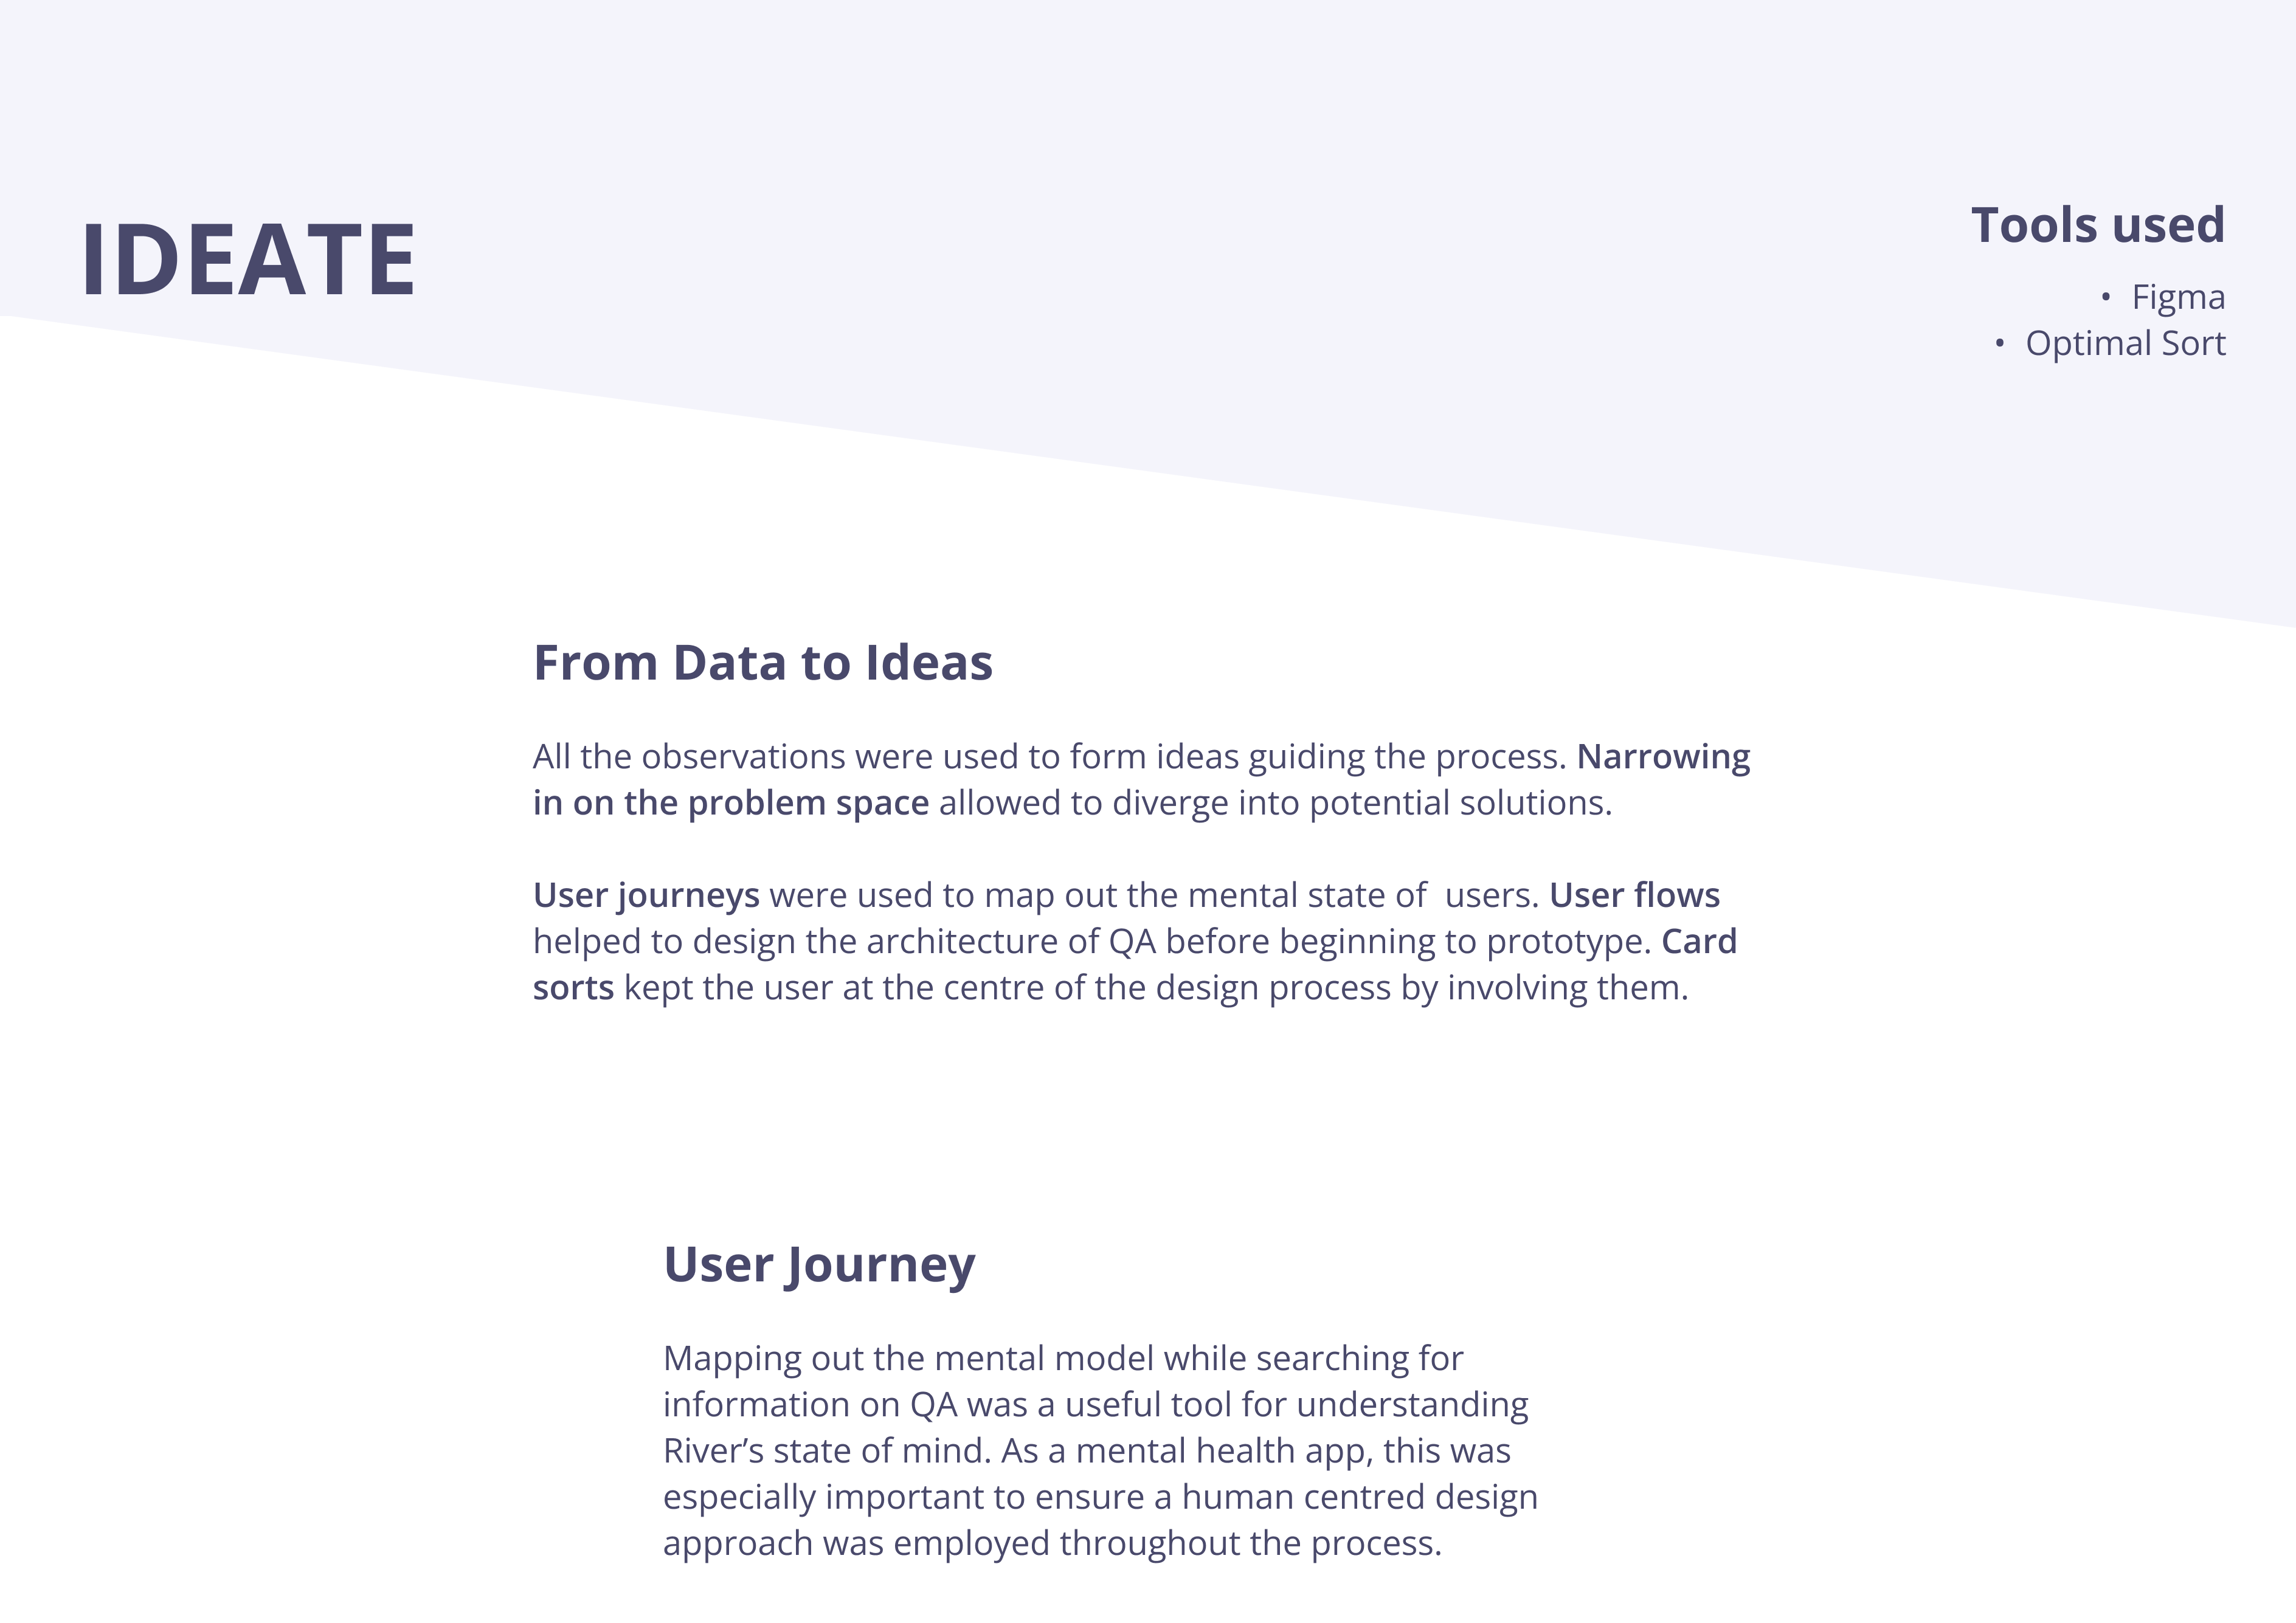 IDEATE
Tools used
• Figma
• Optimal Sort
From Data to Ideas
All the observations were used to form ideas guiding the process. Narrowing
in on the problem space allowed to diverge into potential solutions.
User journeys were used to map out the mental state of  users. User flows
helped to design the architecture of QA before beginning to prototype. Card
sorts kept the user at the centre of the design process by involving them.
User Journey
Mapping out the mental model while searching for
information on QA was a useful tool for understanding
River’s state of mind. As a mental health app, this was
especially important to ensure a human centred design
approach was employed throughout the process.